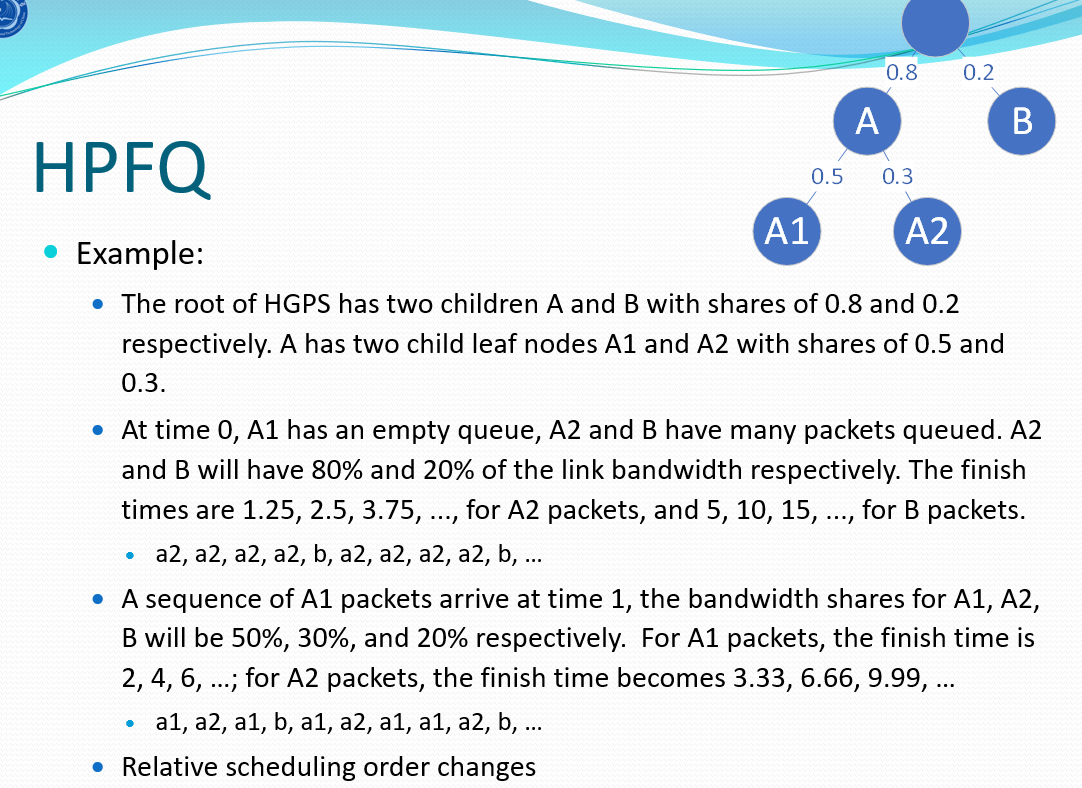 0.8 0.2
A B
HPFQ
0.5 0.3
A1 A2
Example:
The root of HGPS has two children A and B with shares of 0.8 and 0.2
respectively. A has two child leaf nodes A1 and A2 with shares of 0.5 and
0.3.
At time 0, A1 has an empty queue, A2 and B have many packets queued. A2
and B will have 80% and 20% of the link bandwidth respectively. The finish
times are 1.25, 2.5, 3.75, ..., for A2 packets, and 5, 10, 15, ..., for B packets.
a2, a2, a2, a2, b, a2, a2, a2, a2, b, ...
A sequence of A1 packets arrive at time 1, the bandwidth shares for A1, A2,
B will be 50%, 30%, and 20% respectively.  For A1 packets, the finish time is
2, 4, 6, ...; for A2 packets, the finish time becomes 3.33, 6.66, 9.99, ...
a1, a2, a1, b, a1, a2, a1, a1, a2, b, ...
Relative scheduling order changes